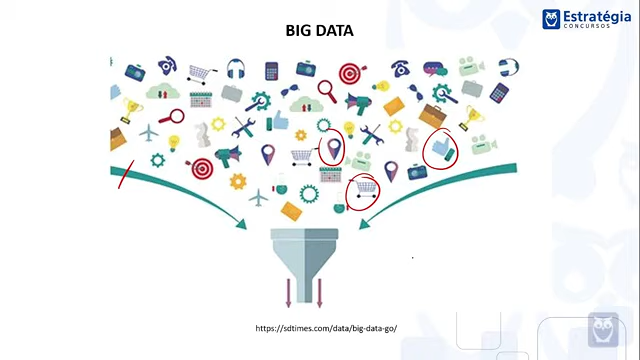 BIG DATA
Estratégia
CONCURSOS
https://sdtimes.com/data/big-data-go/